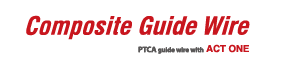 Composite Guide Wire
PTCA guide wire with ACT ONE